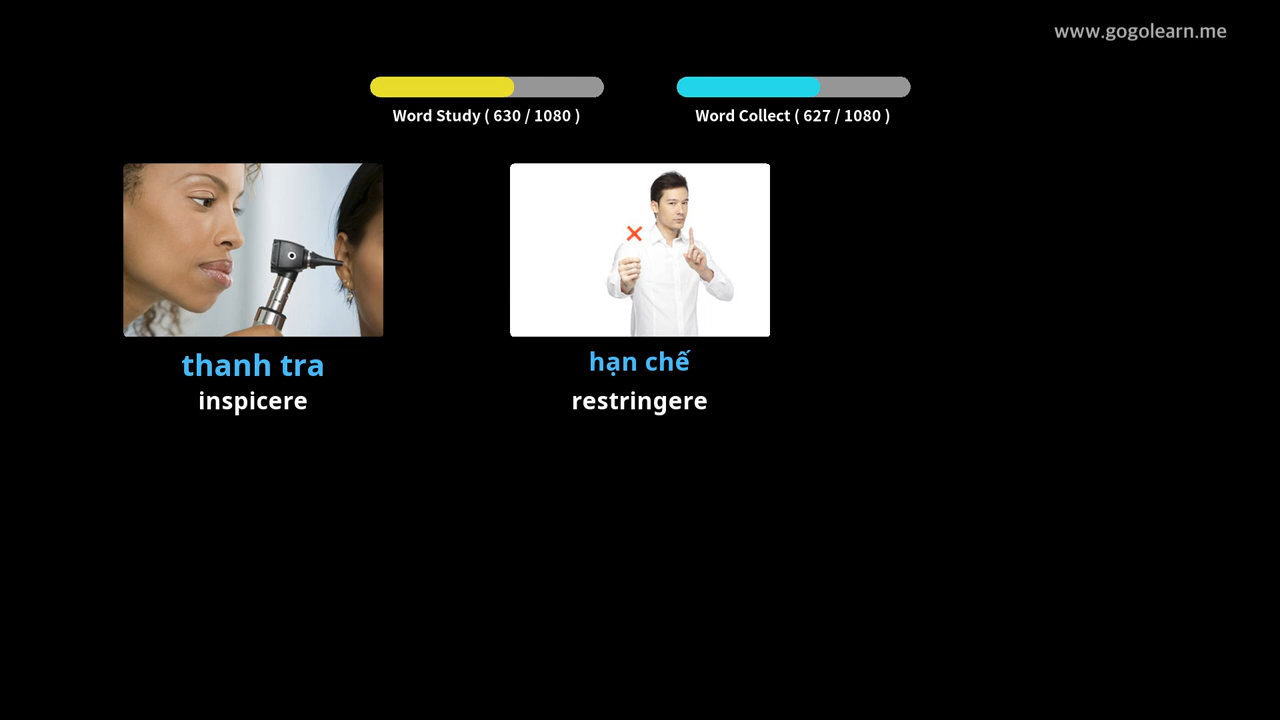 www.gogolearn.me
Word Study ( 630 / 1080 )
Word Collect ( 627 / 1080 )
thanh tra
inspicere
hạn chế
restringere